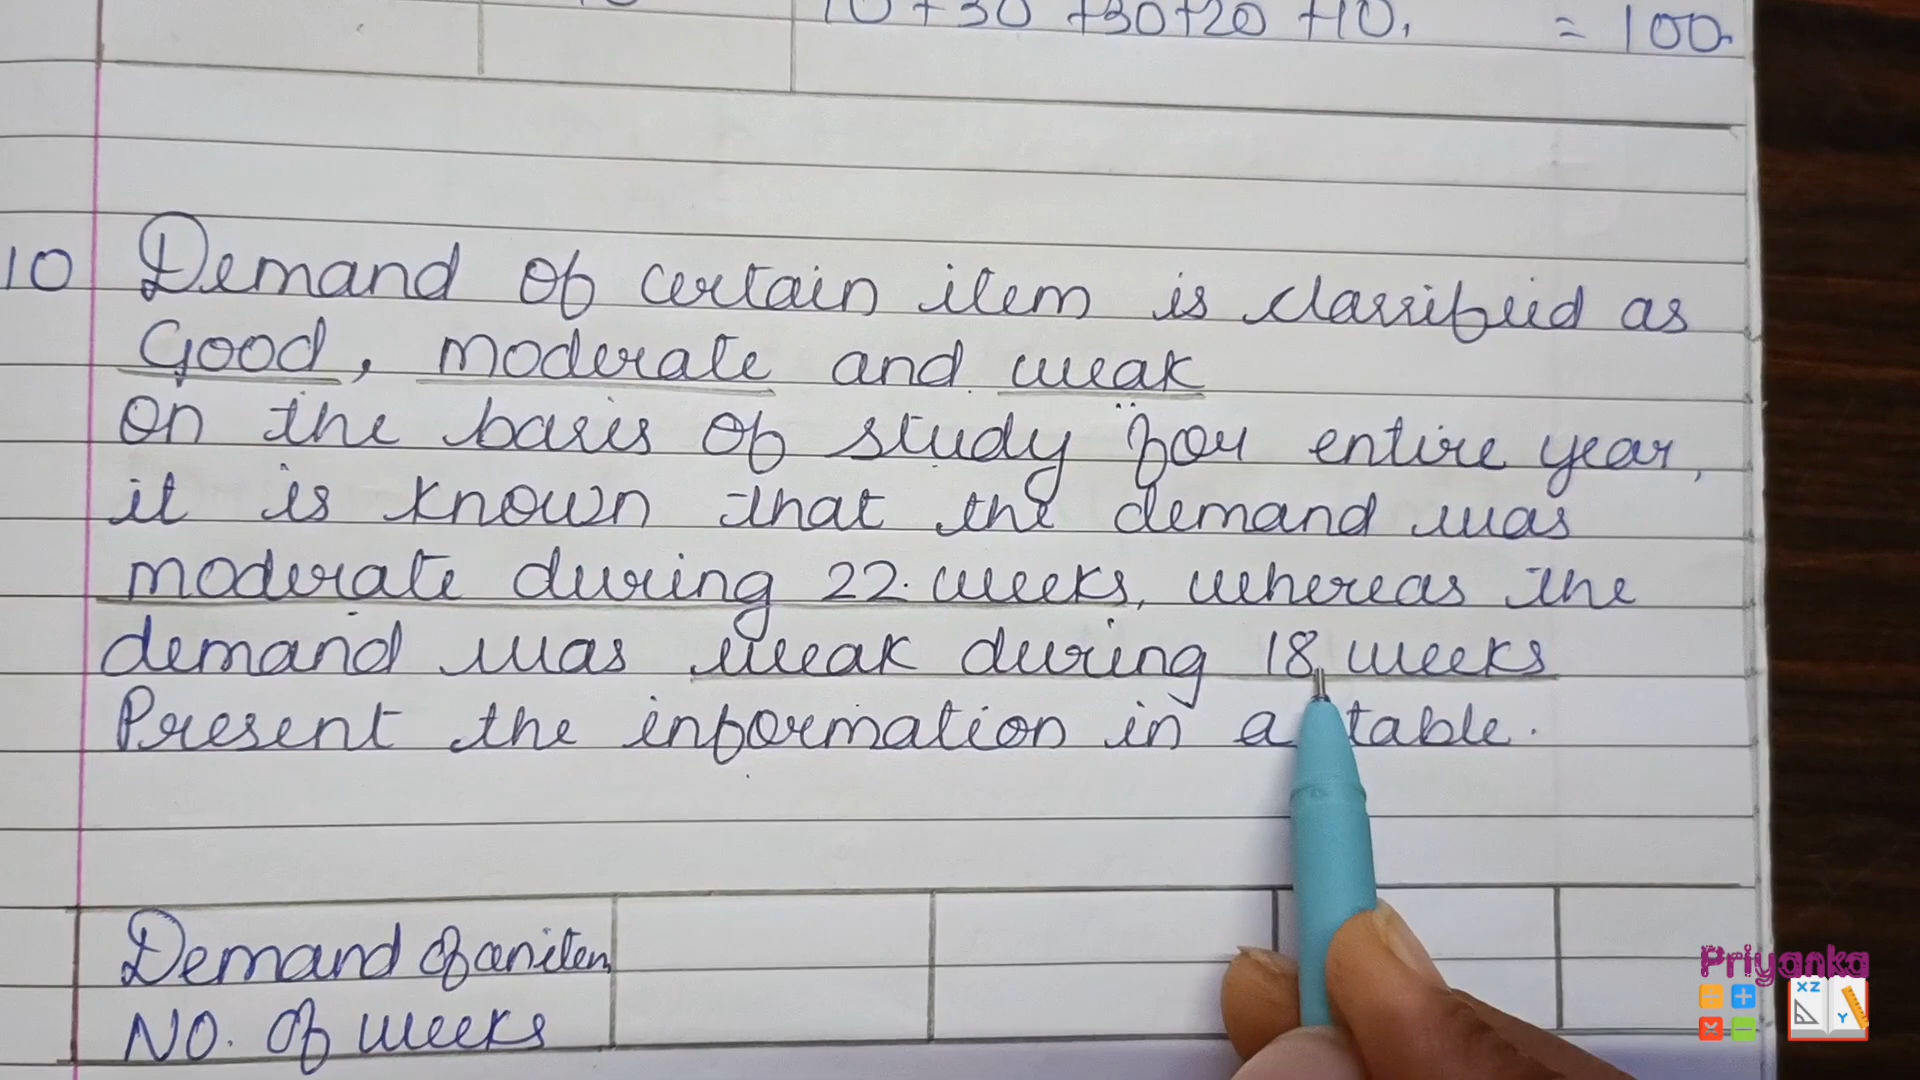 10 + 30 + 30 + 20 + 10, = 100.
10 Demand of certain item is classifeid as
Good, moderate and weak
on the basis of study for entire year,
it is known that the demand was
moderate during 22 weeks, whereas the
demand was weak during 18 weeks
Present the information in a table.
Demand of an item
NO. of weeks
Priyanka
XZ
Y